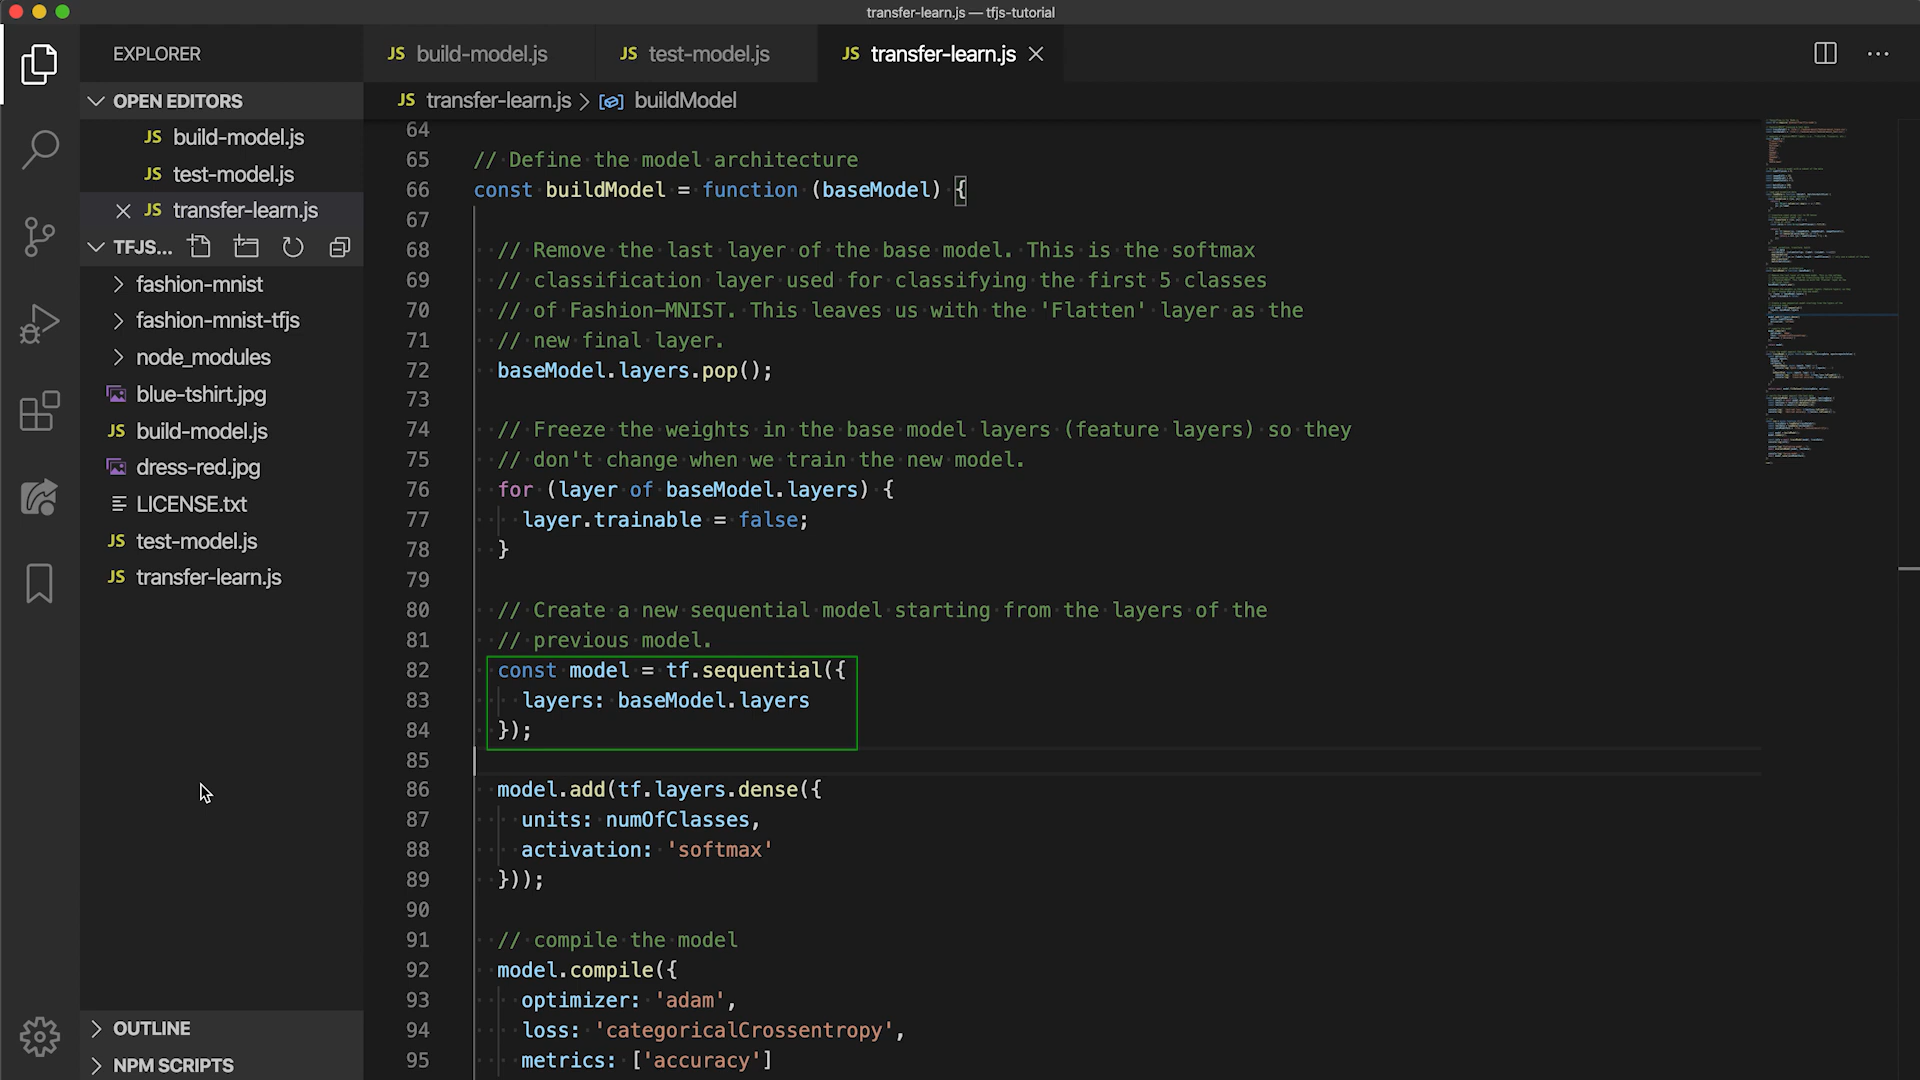 transfer-learn.js — tfjs-tutorial
EXPLORER
OPEN EDITORS
JS build-model.js
JS test-model.js
JS transfer-learn.js
TFJS...
fashion-mnist
fashion-mnist-tfjs
node_modules
blue-tshirt.jpg
JS build-model.js
dress-red.jpg
LICENSE.txt
JS test-model.js
JS transfer-learn.js
OUTLINE
NPM SCRIPTS
JS build-model.js JS test-model.js JS transfer-learn.js
JS transfer-learn.js > buildModel
64
65 // Define the model architecture
66 const buildModel = function (baseModel) {
67
68 // Remove the last layer of the base model. This is the softmax
69 // classification layer used for classifying the first 5 classes
70 // of Fashion-MNIST. This leaves us with the 'Flatten' layer as the
71 // new final layer.
72 baseModel.layers.pop();
73
74 // Freeze the weights in the base model layers (feature layers) so they
75 // don't change when we train the new model.
76 for (layer of baseModel.layers) {
77 layer.trainable = false;
78 }
79
80 // Create a new sequential model starting from the layers of the
81 // previous model.
82 const model = tf.sequential({
83 layers: baseModel.layers
84 });
85
86 model.add(tf.layers.dense({
87 units: numOfClasses,
88 activation: 'softmax'
89 }));
90
91 // compile the model
92 model.compile({
93 optimizer: 'adam',
94 loss: 'categoricalCrossentropy',
95 metrics: ['accuracy']